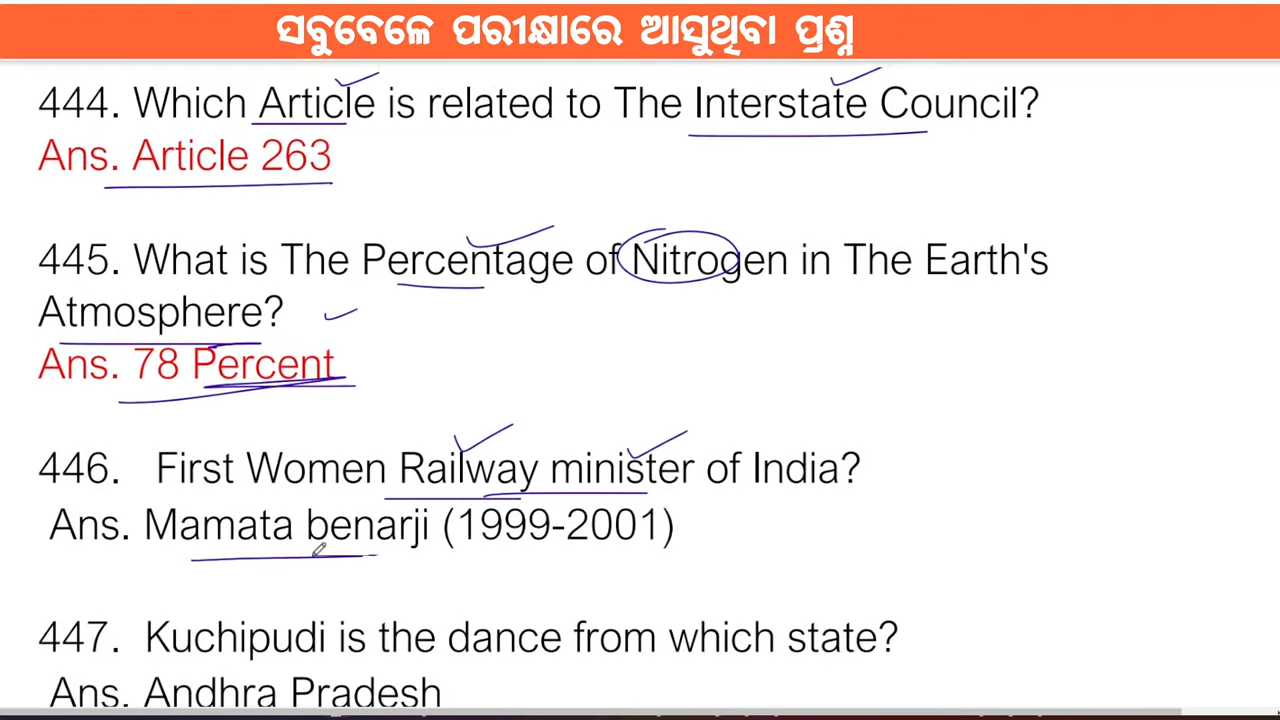 ସବୁବେଳେ ପରୀକ୍ଷାରେ ଆସୁଥିବା ପ୍ରଶ୍ନ
444. Which Article is related to The Interstate Council?
Ans. Article 263
445. What is The Percentage of Nitrogen in The Earth's
Atmosphere?
Ans. 78 Percent
446. First Women Railway minister of India?
Ans. Mamata benarji (1999-2001)
447. Kuchipudi is the dance from which state?
Ans. Andhra Pradesh